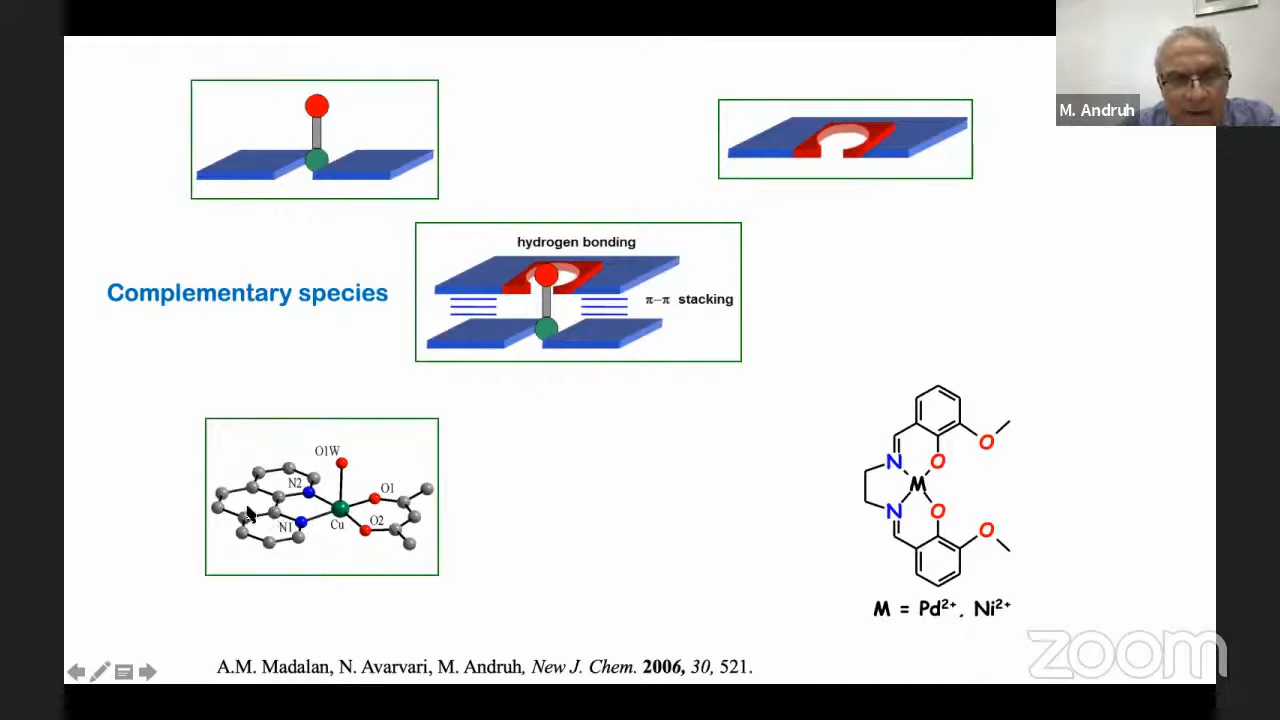 M. Andruh
hydrogen bonding
π−π stacking
Complementary species
O1W
N2
O1
N1
Cu
O2
O
N
O
M
N
O
O
M = Pd²⁺, Ni²⁺
zoom
A.M. Madalan, N. Avarvari, M. Andruh, New J. Chem. 2006, 30, 521.